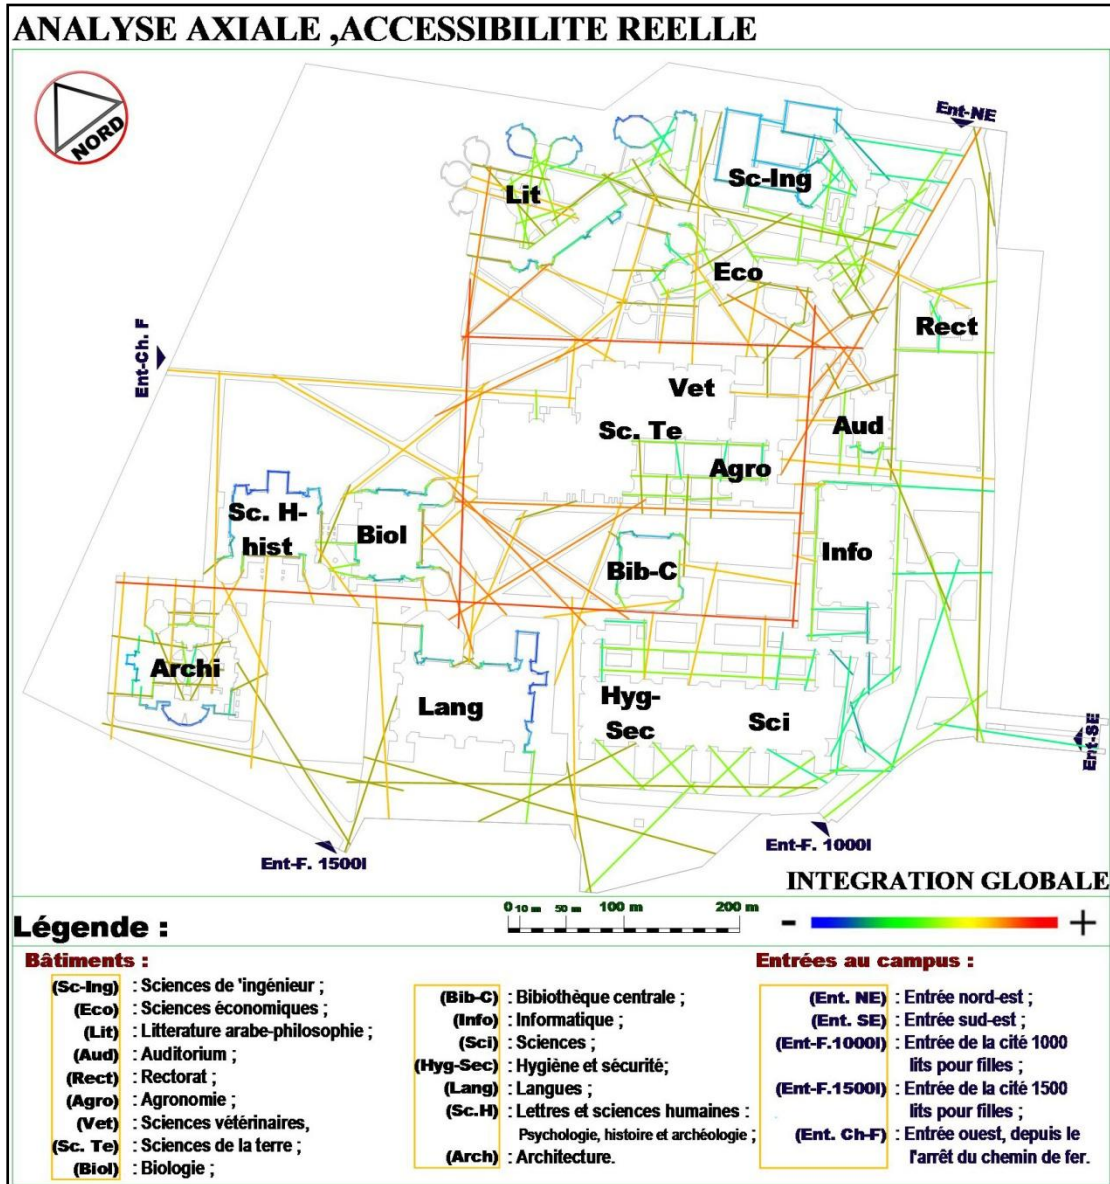 ANALYSE AXIALE ,ACCESSIBILITE REELLE
NORD
Ent-NE
Sc-Ing
Lit
Eco
Rect
Ent-Ch. F
Vet
Sc. Te
Aud
Agro
Sc. H-
hist
Biol
Info
Bib-C
Archi
Lang
Hyg-
Sec
Sci
Ent-SE
Ent-F. 1500l
Ent-F. 1000l
INTEGRATION GLOBALE
- +
0 10 m 50 m 100 m 200 m
Légende :
Bâtiments :
(Sc-Ing) : Sciences de 'ingénieur ;
(Eco) : Sciences économiques ;
(Lit) : Litterature arabe-philosophie ;
(Aud) : Auditorium ;
(Rect) : Rectorat ;
(Agro) : Agronomie ;
(Vet) : Sciences vétérinaires,
(Sc. Te) : Sciences de la terre ;
(Biol) : Biologie ;
(Bib-C) : Bibiothèque centrale ;
(Info) : Informatique ;
(Sci) : Sciences ;
(Hyg-Sec) : Hygiène et sécurité;
(Lang) : Langues ;
(Sc.H) : Lettres et sciences humaines :
Psychologie, histoire et archéologie ;
(Arch) : Architecture.
Entrées au campus :
(Ent. NE) : Entrée nord-est ;
(Ent. SE) : Entrée sud-est ;
(Ent-F.1000l) : Entrée de la cité 1000
lits pour filles ;
(Ent-F.1500l) : Entrée de la cité 1500
lits pour filles ;
(Ent. Ch-F) : Entrée ouest, depuis le
l'arrêt du chemin de fer.